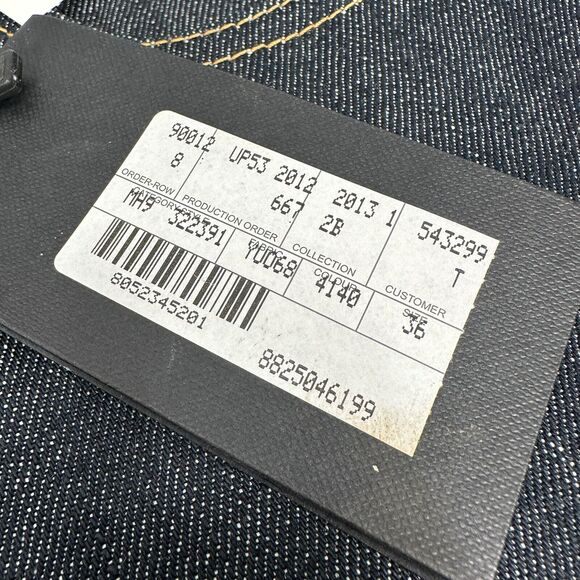 90012 UP53 2012 2013 1 543299
8 667 2B T
ORDER-ROW PRODUCTION ORDER COLLECTION CUSTOMER
CATEGORY FABRIC COLOUR SIZE
MH9 322391 TUD68 4140 36
8052345201
8825046199